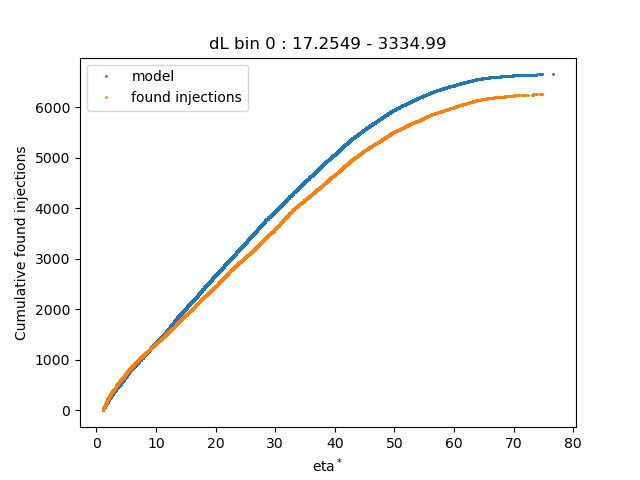 dL bin 0 : 17.2549 - 3334.99
model
found injections
Cumulative found injections
6000
5000
4000
3000
2000
1000
0
0 10 20 30 40 50 60 70 80
eta*